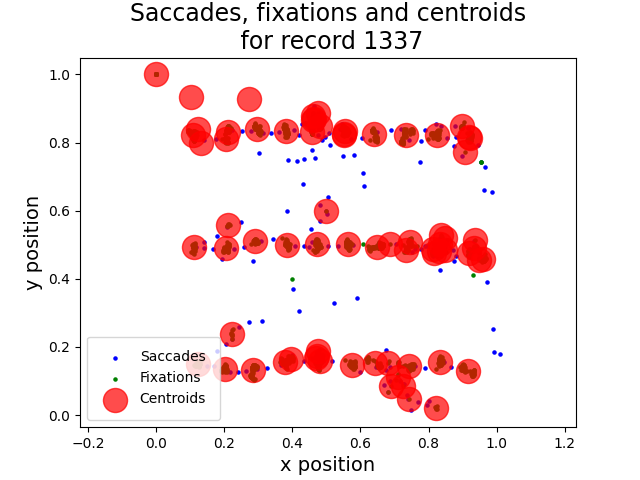 Saccades, fixations and centroids
for record 1337
1.0
0.8
0.6
0.4
0.2
0.0
y position
Saccades
Fixations
Centroids
−0.2 0.0 0.2 0.4 0.6 0.8 1.0 1.2
x position